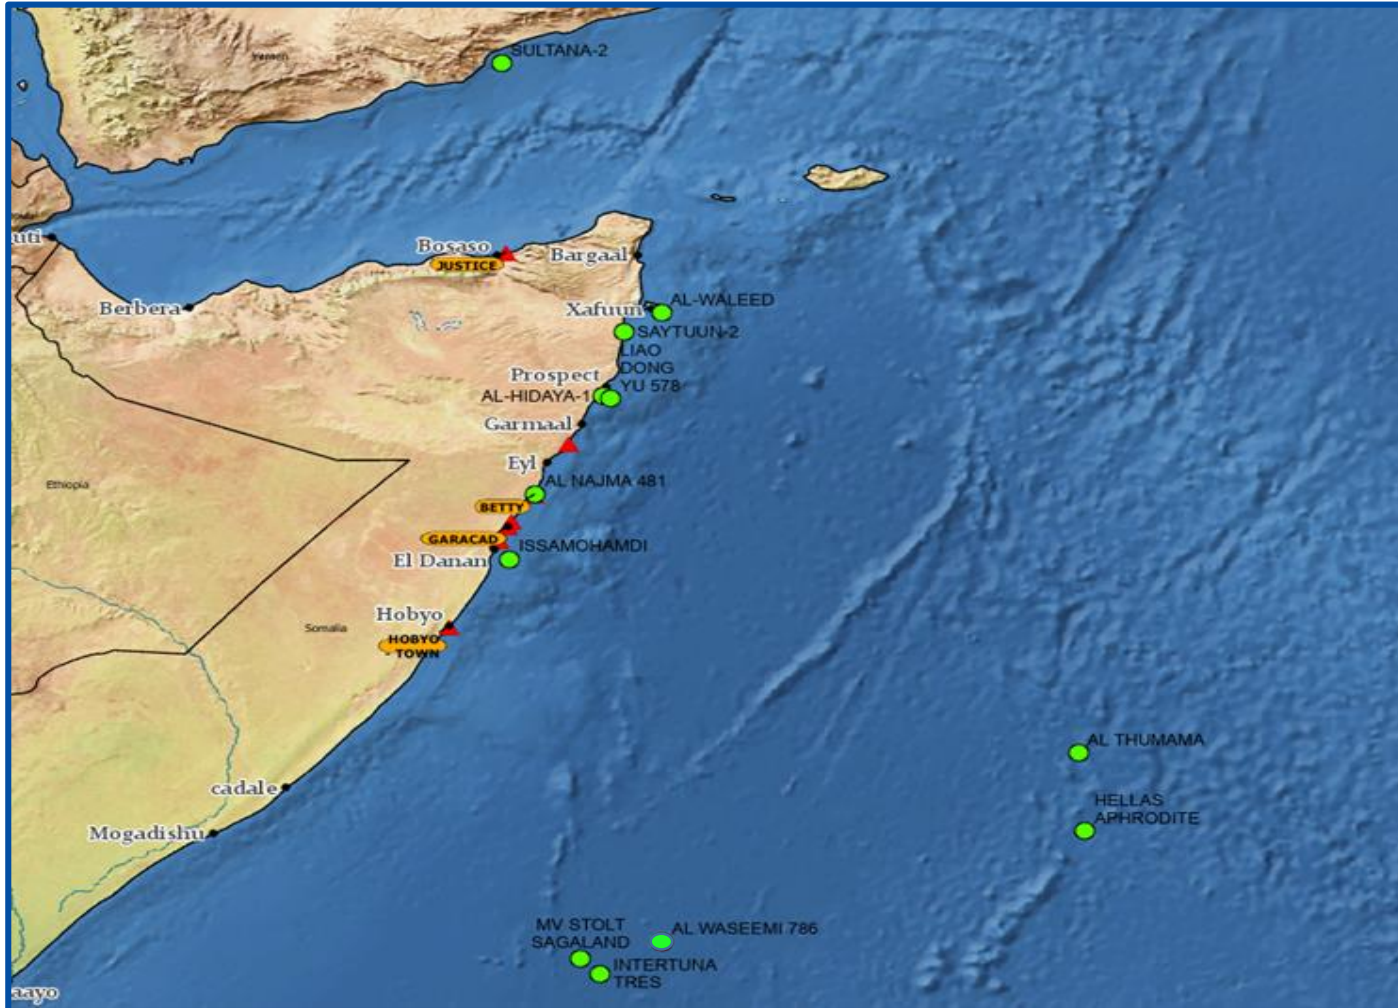 SULTANA-2
Yemen
uti
Bosaso
JUSTICE
Bargaal
Berbera
Xafuun
AL-WALEED
SAYTUUN-2
LIAO
DONG
YU 578
Prospect
AL-HIDAYA-1
Garmaal
Eyl
Ethiopia
AL NAJMA 481
BETTY
GARACAD
ISSAMOHAMDI
El Danan
Hobyo
Somalia
HOBYO
- TOWN
AL THUMAMA
cadale
HELLAS
APHRODITE
Mogadishu
MV STOLT
SAGALAND
AL WASEEMI 786
INTERTUNA
TRES
aayo